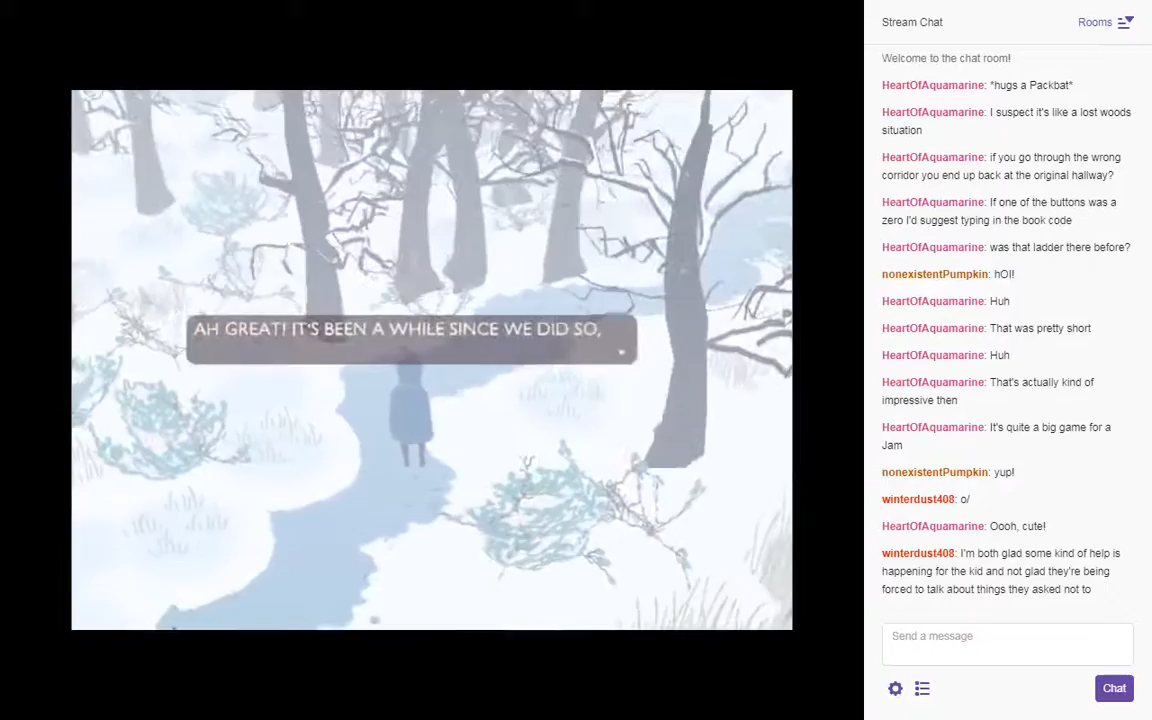 AH GREAT! IT'S BEEN A WHILE SINCE WE DID SO,
Stream Chat
Rooms
Welcome to the chat room!
HeartOfAquamarine: *hugs a Packbat*
HeartOfAquamarine: I suspect it's like a lost woods
situation
HeartOfAquamarine: if you go through the wrong
corridor you end up back at the original hallway?
HeartOfAquamarine: If one of the buttons was a
zero I'd suggest typing in the book code
HeartOfAquamarine: was that ladder there before?
nonexistentPumpkin: hOI!
HeartOfAquamarine: Huh
HeartOfAquamarine: That was pretty short
HeartOfAquamarine: Huh
HeartOfAquamarine: That's actually kind of
impressive then
HeartOfAquamarine: It's quite a big game for a
Jam
nonexistentPumpkin: yup!
winterdust408: o/
HeartOfAquamarine: Oooh, cute!
winterdust408: I'm both glad some kind of help is
happening for the kid and not glad they're being
forced to talk about things they asked not to
Send a message
Chat